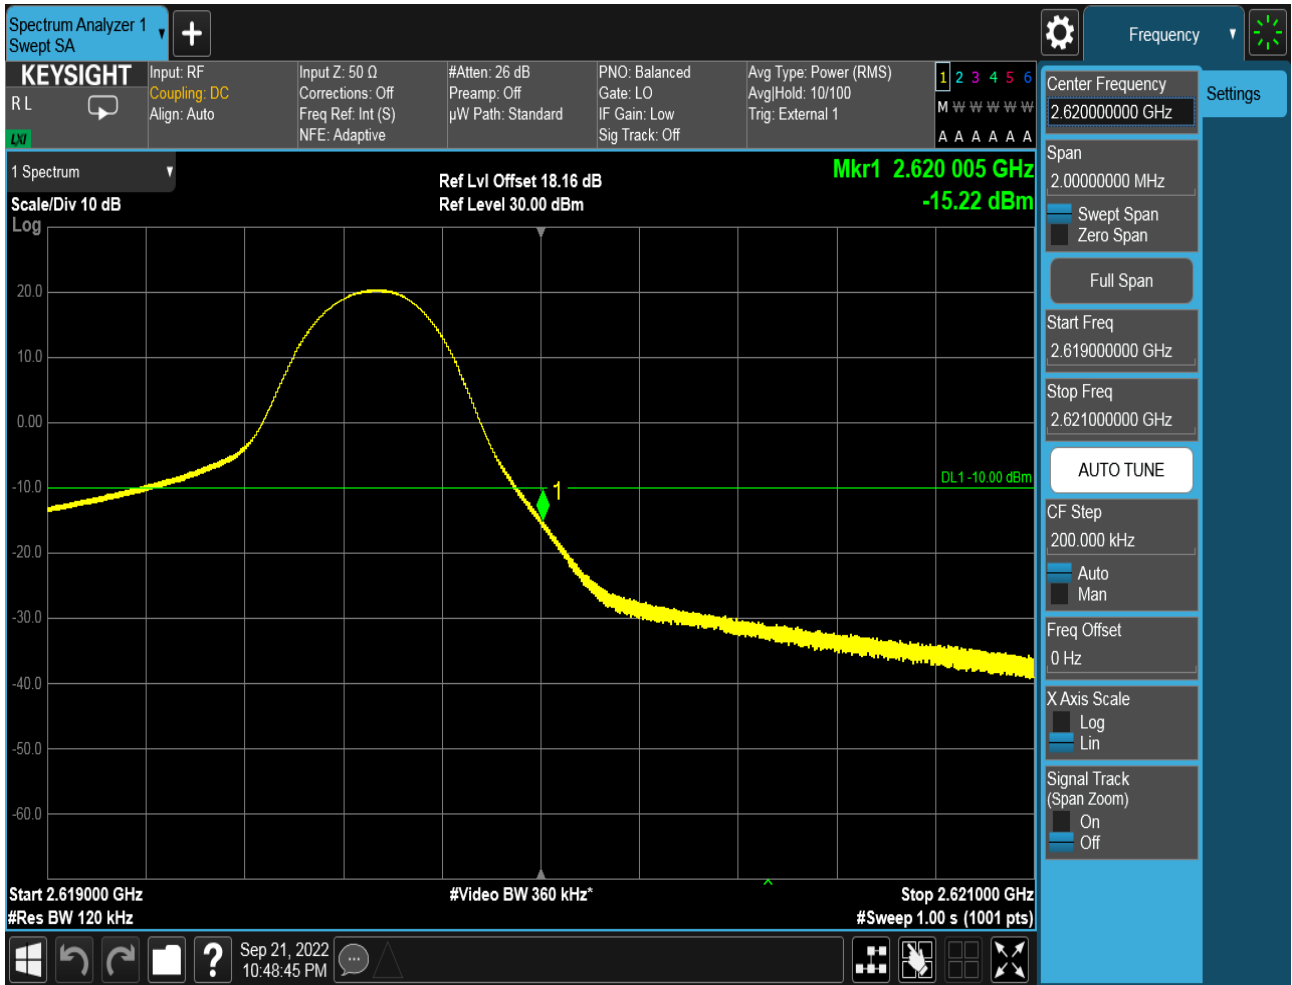 Spectrum Analyzer 1
Swept SA
Frequency
KEYSIGHT
R L
LXI
Input: RF
Coupling: DC
Align: Auto
Input Z: 50 Ω
Corrections: Off
Freq Ref: Int (S)
NFE: Adaptive
#Atten: 26 dB
Preamp: Off
µW Path: Standard
PNO: Balanced
Gate: LO
IF Gain: Low
Sig Track: Off
Avg Type: Power (RMS)
Avg|Hold: 10/100
Trig: External 1
1 2 3 4 5 6
M W W W W W
A A A A A A
1 Spectrum
Scale/Div 10 dB
Log
Ref Lvl Offset 18.16 dB
Ref Level 30.00 dBm
Mkr1 2.620 005 GHz
-15.22 dBm
20.0
10.0
0.00
-10.0
-20.0
-30.0
-40.0
-50.0
-60.0
DL1 -10.00 dBm
1
Start 2.619000 GHz
#Res BW 120 kHz
#Video BW 360 kHz*
Stop 2.621000 GHz
#Sweep 1.00 s (1001 pts)
Center Frequency
2.620000000 GHz
Settings
Span
2.00000000 MHz
Swept Span
Zero Span
Full Span
Start Freq
2.619000000 GHz
Stop Freq
2.621000000 GHz
AUTO TUNE
CF Step
200.000 kHz
Auto
Man
Freq Offset
0 Hz
X Axis Scale
Log
Lin
Signal Track
(Span Zoom)
On
Off
?
Sep 21, 2022
10:48:45 PM